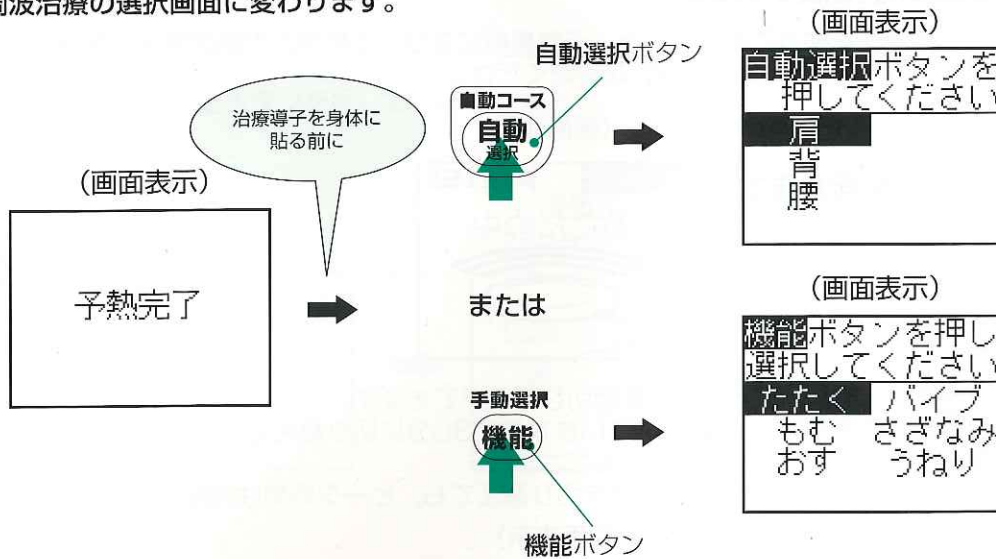 周波治療の選択画面に変わります。
自動選択ボタン
自動コース
自動
選択
治療導子を身体に
貼る前に
(画面表示)
予熱完了
または
手動選択
機能
機能ボタン
(画面表示)
自動選択ボタンを
押してください
肩
背
腰
(画面表示)
機能ボタンを押し
選択してください
たたく バイブ
もむ さざなみ
おす うねり